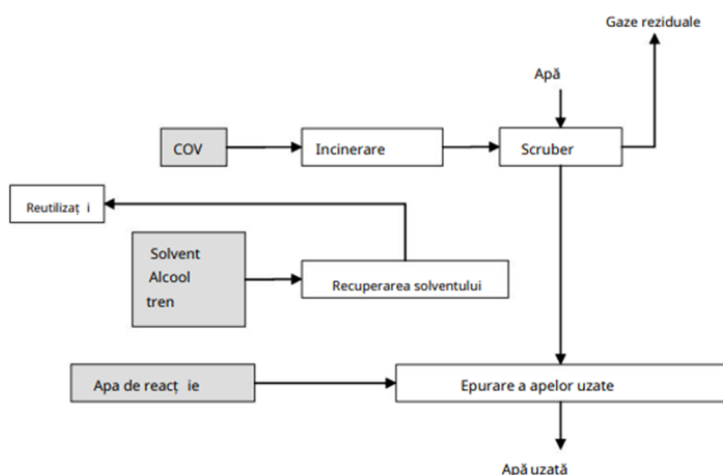 Gaze reziduale
Apă
COV
Incinerare
Scruber
Reutilizaț i
Solvent
Alcool
tren
Recuperarea solventului
Apa de reacț ie
Epurare a apelor uzate
Apă uzată